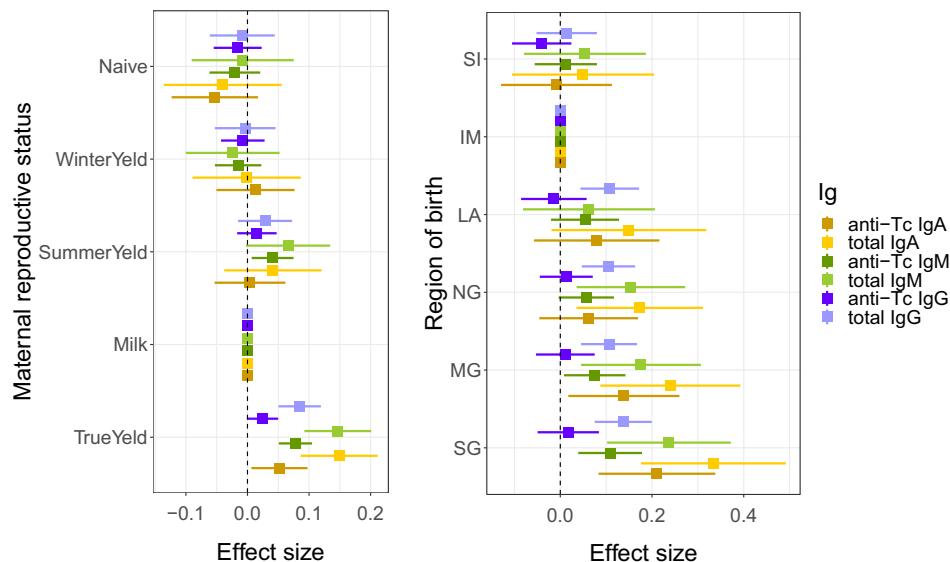 Maternal reproductive status
Naive
WinterYeld
SummerYeld
Milk
TrueYeld
−0.1
0.0
0.1
0.2
Effect size
Region of birth
SI
IM
LA
NG
MG
SG
0.0
0.2
0.4
Effect size
Ig
anti−Tc IgA
total IgA
anti−Tc IgM
total IgM
anti−Tc IgG
total IgG